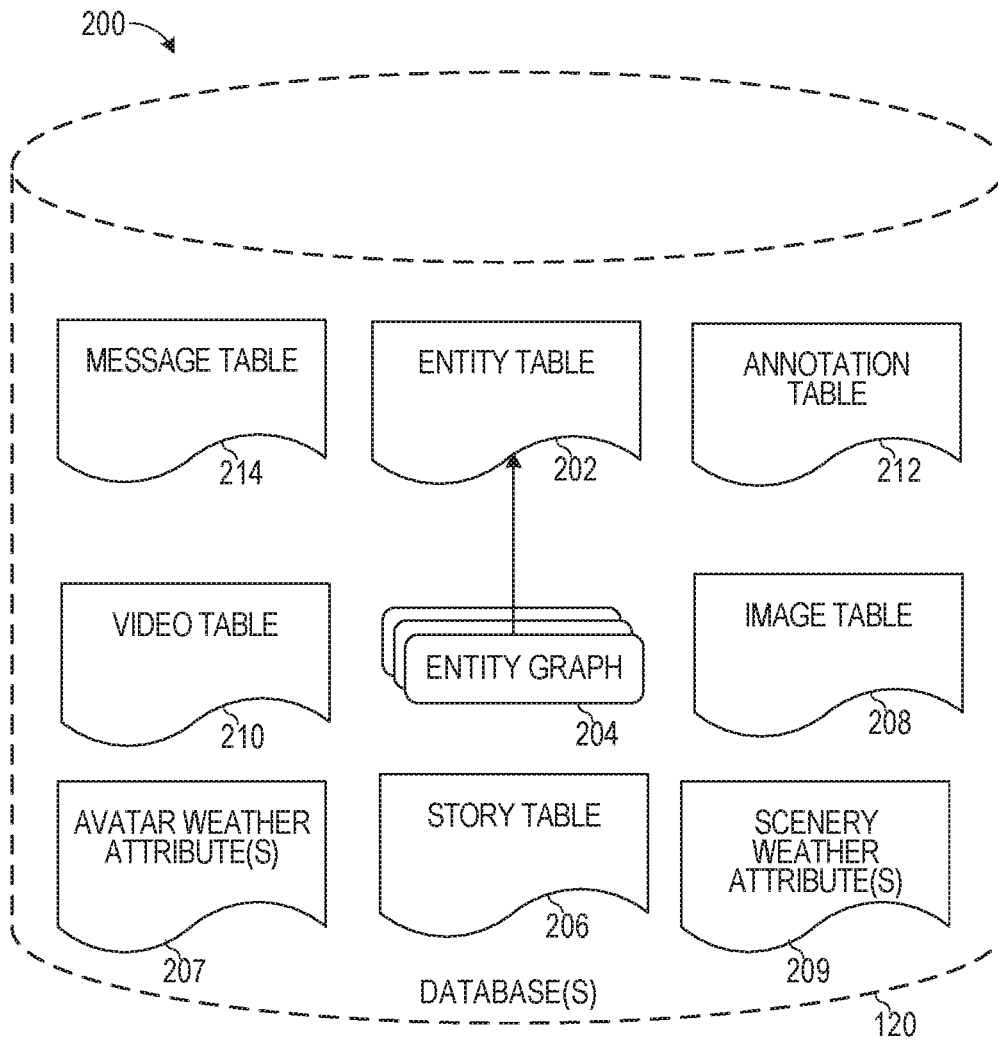 200
MESSAGE TABLE
214
ENTITY TABLE
202
ANNOTATION
TABLE
212
VIDEO TABLE
210
ENTITY GRAPH
204
IMAGE TABLE
208
AVATAR WEATHER
ATTRIBUTE(S)
207
STORY TABLE
206
SCENERY
WEATHER
ATTRIBUTE(S)
209
DATABASE(S)
120